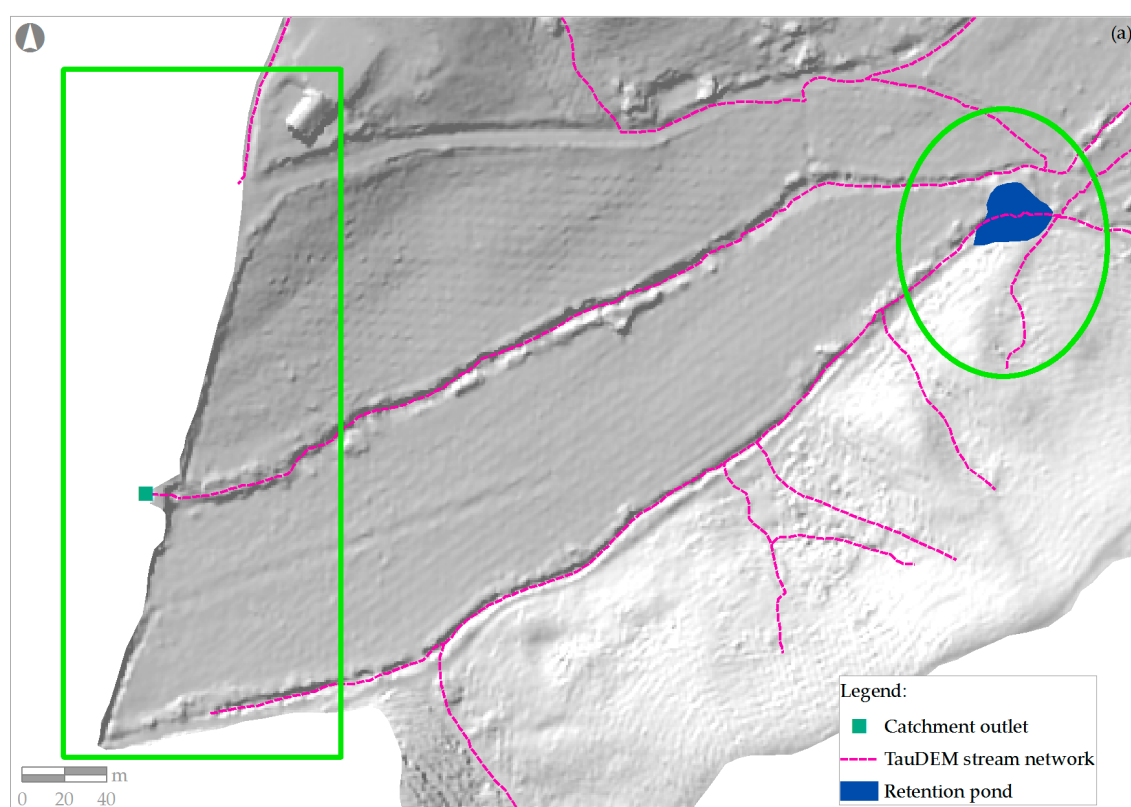 (a)
Legend:
Catchment outlet
TauDEM stream network
Retention pond
m
0 20 40